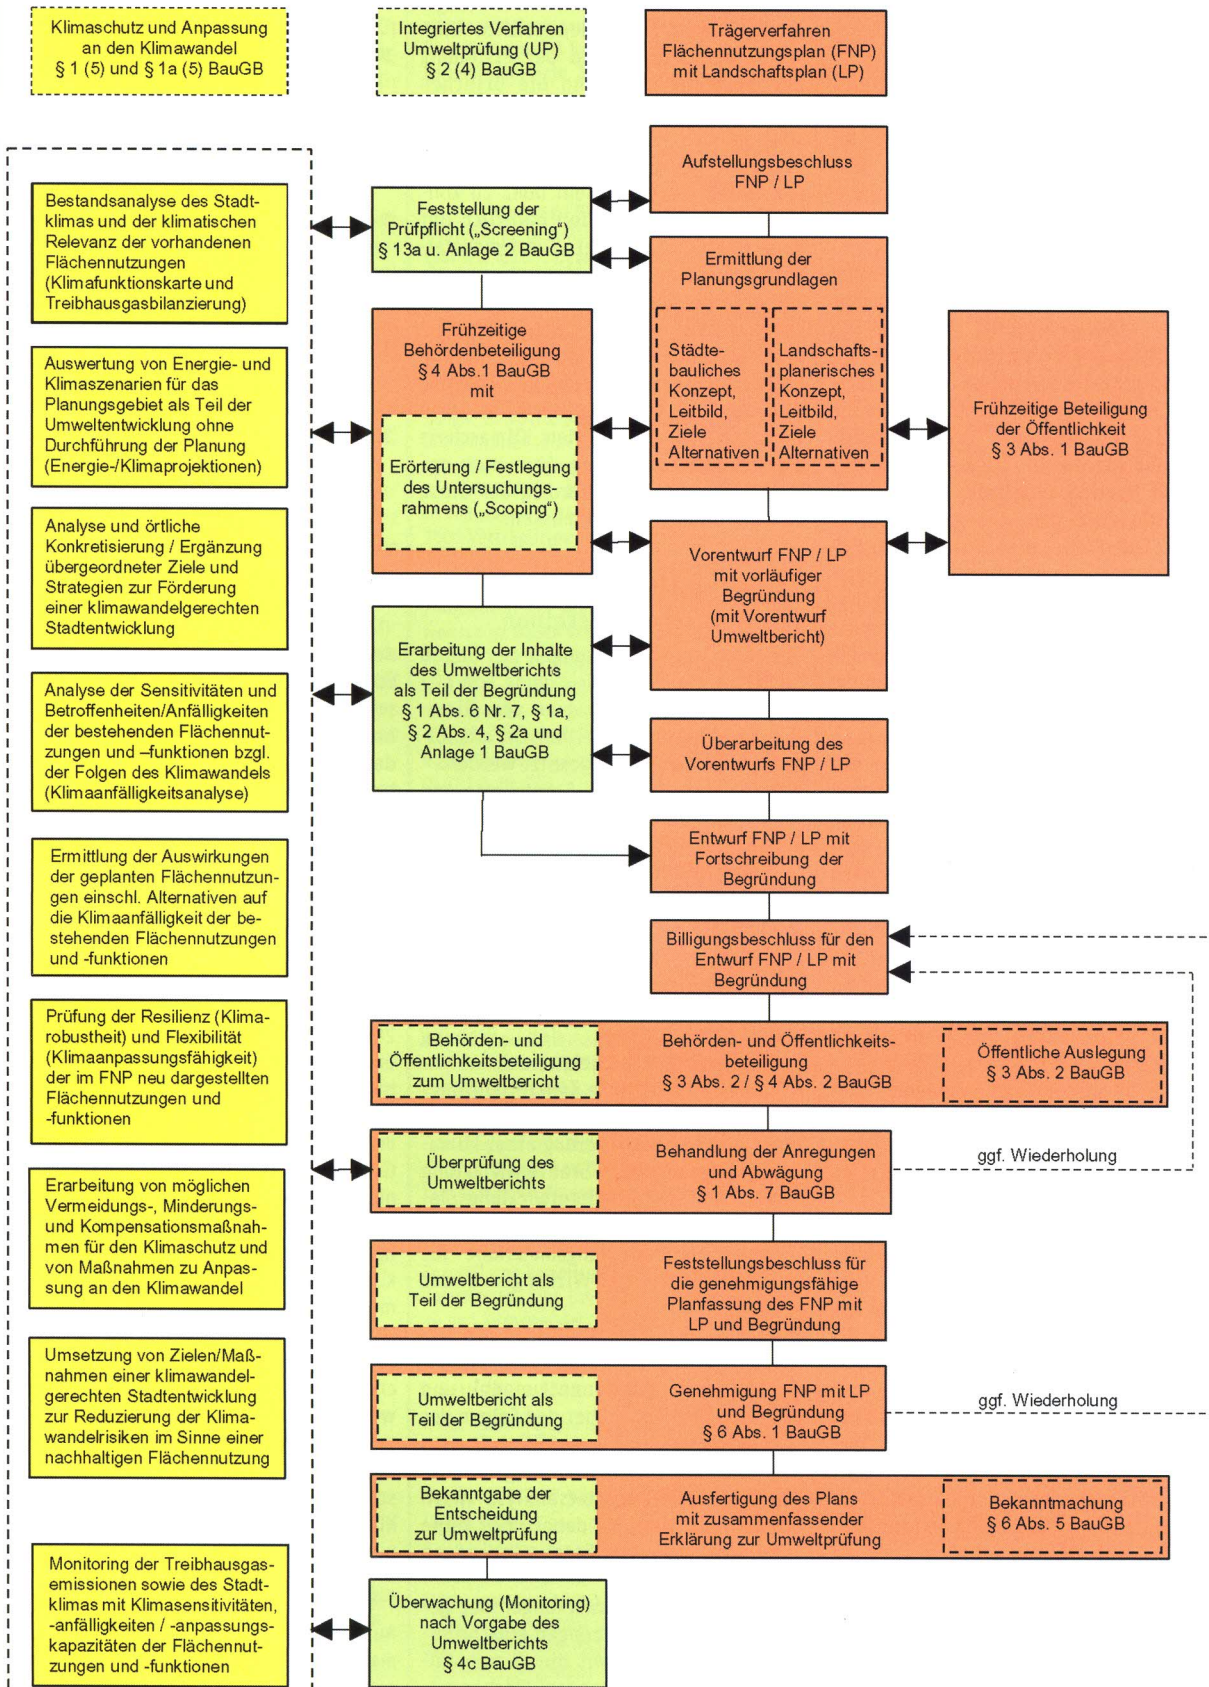 Klimaschutz und Anpassung
an den Klimawandel
§ 1 (5) und § 1a (5) BauGB
Integriertes Verfahren
Umweltprüfung (UP)
§ 2 (4) BauGB
Trägerverfahren
Flächennutzungsplan (FNP)
mit Landschaftsplan (LP)
Bestandsanalyse des Stadt-
klimas und der klimatischen
Relevanz der vorhandenen
Flächennutzungen
(Klimafunktionskarte und
Treibhausgasbilanzierung)
Auswertung von Energie- und
Klimaszenarien für das
Planungsgebiet als Teil der
Umweltentwicklung ohne
Durchführung der Planung
(Energie-/Klimaprojektionen)
Analyse und örtliche
Konkretisierung / Ergänzung
übergeordneter Ziele und
Strategien zur Förderung
einer klimawandelgerechten
Stadtentwicklung
Analyse der Sensitivitäten und
Betroffenheiten/Anfälligkeiten
der bestehenden Flächennut-
zungen und –funktionen bzgl.
der Folgen des Klimawandels
(Klimaanfälligkeitsanalyse)
Ermittlung der Auswirkungen
der geplanten Flächennutzun-
gen einschl. Alternativen auf
die Klimaanfälligkeit der be-
stehenden Flächennutzungen
und -funktionen
Prüfung der Resilienz (Klima-
robustheit) und Flexibilität
(Klimaanpassungsfähigkeit)
der im FNP neu dargestellten
Flächennutzungen und
-funktionen
Erarbeitung von möglichen
Vermeidungs-, Minderungs-
und Kompensationsmaßnah-
men für den Klimaschutz und
von Maßnahmen zu Anpas-
sung an den Klimawandel
Umsetzung von Zielen/Maß-
nahmen einer klimawandel-
gerechten Stadtentwicklung
zur Reduzierung der Klima-
wandelrisiken im Sinne einer
nachhaltigen Flächennutzung
Monitoring der Treibhausgas-
emissionen sowie des Stadt-
klimas mit Klimasensitivitäten,
-anfälligkeiten / -anpassungs-
kapazitäten der Flächennut-
zungen und -funktionen
Feststellung der
Prüfpflicht („Screening“)
§ 13a u. Anlage 2 BauGB
Frühzeitige
Behördenbeteiligung
§ 4 Abs.1 BauGB
mit
Erörterung / Festlegung
des Untersuchungs-
rahmens („Scoping“)
Erarbeitung der Inhalte
des Umweltberichts
als Teil der Begründung
§ 1 Abs. 6 Nr. 7, § 1a,
§ 2 Abs. 4, § 2a und
Anlage 1 BauGB
Aufstellungsbeschluss
FNP / LP
Ermittlung der
Planungsgrundlagen
Städte-
bauliches
Konzept,
Leitbild,
Ziele
Alternativen
Landschafts-
planerisches
Konzept,
Leitbild,
Ziele
Alternativen
Frühzeitige Beteiligung
der Öffentlichkeit
§ 3 Abs. 1 BauGB
Vorentwurf FNP / LP
mit vorläufiger
Begründung
(mit Vorentwurf
Umweltbericht)
Überarbeitung des
Vorentwurfs FNP / LP
Entwurf FNP / LP mit
Fortschreibung der
Begründung
Billigungsbeschluss für den
Entwurf FNP / LP mit
Begründung
Behörden- und
Öffentlichkeitsbeteiligung
zum Umweltbericht
Behörden- und Öffentlichkeits-
beteiligung
§ 3 Abs. 2 / § 4 Abs. 2 BauGB
Öffentliche Auslegung
§ 3 Abs. 2 BauGB
Überprüfung des
Umweltberichts
Behandlung der Anregungen
und Abwägung
§ 1 Abs. 7 BauGB
ggf. Wiederholung
Umweltbericht als
Teil der Begründung
Feststellungsbeschluss für
die genehmigungsfähige
Planfassung des FNP mit
LP und Begründung
Umweltbericht als
Teil der Begründung
Genehmigung FNP mit LP
und Begründung
§ 6 Abs. 1 BauGB
ggf. Wiederholung
Bekanntgabe der
Entscheidung
zur Umweltprüfung
Ausfertigung des Plans
mit zusammenfassender
Erklärung zur Umweltprüfung
Bekanntmachung
§ 6 Abs. 5 BauGB
Überwachung (Monitoring)
nach Vorgabe des
Umweltberichts
§ 4c BauGB